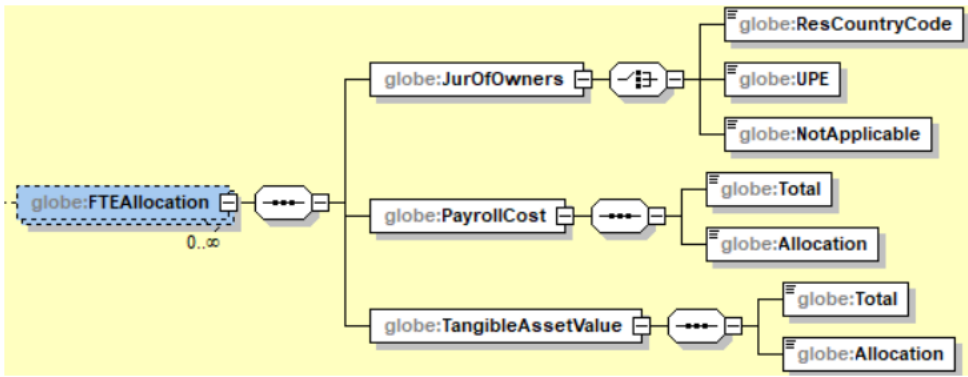 globe:ResCountryCode
globe:JurOfOwners
globe:UPE
globe:NotApplicable
globe:FTEAllocation
0..∞
globe:PayrollCost
globe:Total
globe:Allocation
globe:TangibleAssetValue
globe:Total
globe:Allocation